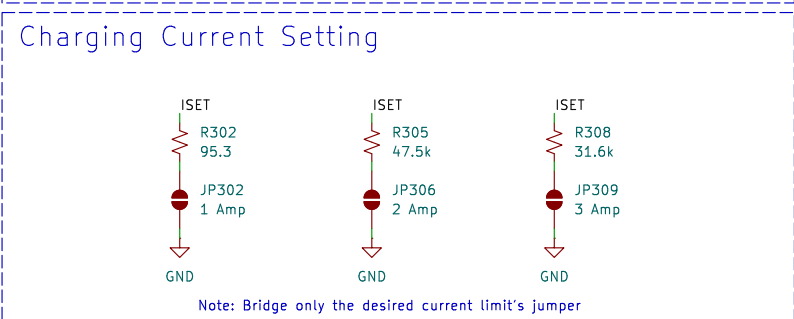 Charging Current Setting
ISET ISET ISET
R302 R305 R308
95.3 47.5k 31.6k
JP302 JP306 JP309
1 Amp 2 Amp 3 Amp
GND GND GND
Note: Bridge only the desired current limit's jumper